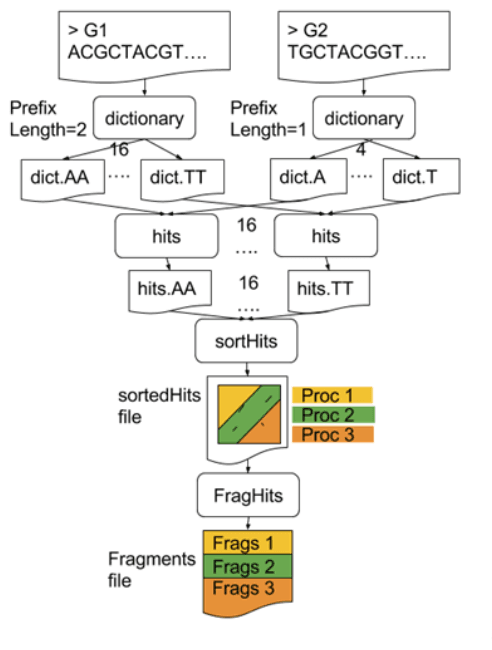 > G1
ACGCTACGT....
> G2
TGCTACGGT....
Prefix
Length=2
dictionary
Prefix
Length=1
dictionary
16
4
dict.AA
....
dict.TT
dict.A
....
dict.T
hits
16
....
hits
hits.AA
16
....
hits.TT
sortHits
sortedHits
file
Proc 1
Proc 2
Proc 3
FragHits
Fragments
file
Frags 1
Frags 2
Frags 3